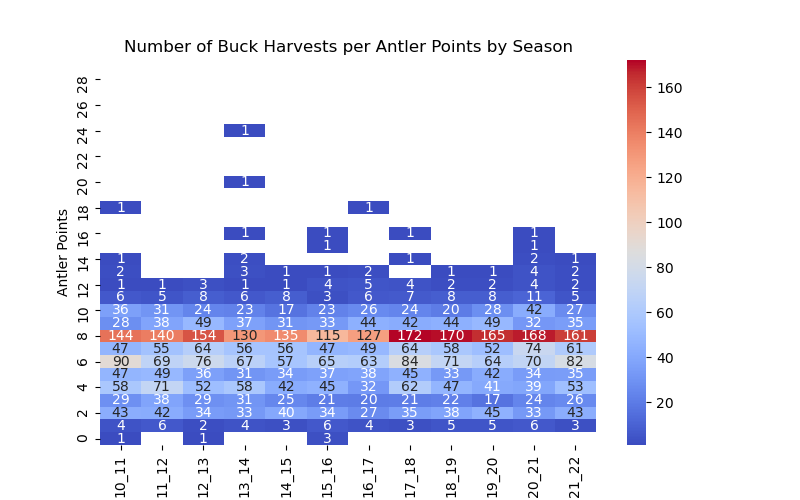 Number of Buck Harvests per Antler Points by Season
Antler Points
28
26
24 1
22
20 1
18 1 1
16 1 1 1 1
1 1
14 1 2 1 2 1
2 3 1 1 2 1 1 4 2
12 1 1 3 1 1 4 5 4 2 2 4 2
6 5 8 6 8 3 6 7 8 8 11 5
10 36 31 24 23 17 23 26 24 20 28 42 27
28 38 49 37 31 33 44 42 44 49 32 35
8 144 140 154 130 135 115 127 172 170 165 168 161
47 55 64 56 56 47 49 64 58 52 74 61
6 90 69 76 67 57 65 63 84 71 64 70 82
47 49 36 31 34 37 38 45 33 42 34 35
4 58 71 52 58 42 45 32 62 47 41 39 53
29 38 29 31 25 21 20 21 22 17 24 26
2 43 42 34 33 40 34 27 35 38 45 33 43
4 6 2 4 3 6 4 3 5 5 6 3
0 1 1 3
10_11 11_12 12_13 13_14 14_15 15_16 16_17 17_18 18_19 19_20 20_21 21_22
160
140
120
100
80
60
40
20